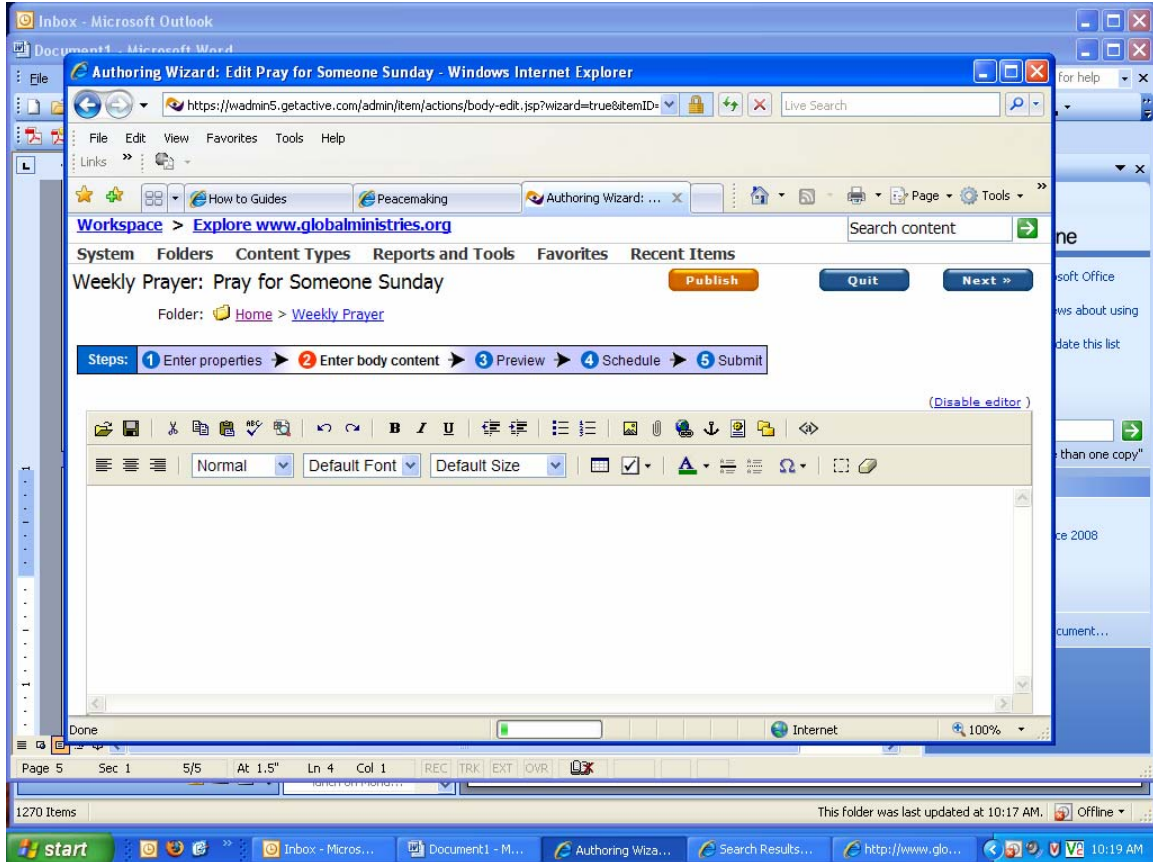 Inbox - Microsoft Outlook
Document1 - Microsoft Word
File
for help
Authoring Wizard: Edit Pray for Someone Sunday - Windows Internet Explorer
https://wadmin5.getactive.com/admin/item/actions/body-edit.jsp?wizard=true&itemID=
Live Search
File Edit View Favorites Tools Help
Links »
How to Guides
Peacemaking
Authoring Wizard: ...
Page
Tools
»
Workspace > Explore www.globalministries.org
Search content
System Folders Content Types Reports and Tools Favorites Recent Items
Weekly Prayer: Pray for Someone Sunday
Publish
Quit
Next »
Folder: Home > Weekly Prayer
Steps: 1 Enter properties 2 Enter body content 3 Preview 4 Schedule 5 Submit
(Disable editor )
B I U
Normal
Default Font
Default Size
A
Ω
Done
Internet
100%
ne
soft Office
ws about using
date this list
than one copy"
ce 2008
cument...
Page 5 Sec 1 5/5 At 1.5" Ln 4 Col 1 REC TRK EXT OVR
1270 Items
This folder was last updated at 10:17 AM.
Offline
start
»
Inbox - Micros...
Document1 - M...
Authoring Wiza...
Search Results...
http://www.glo...
10:19 AM